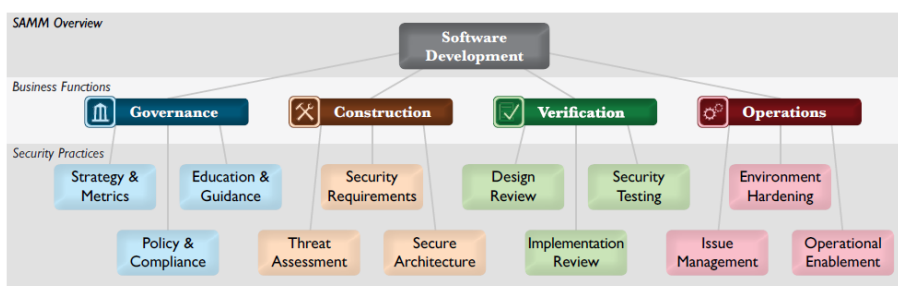 SAMM Overview
Software
Development
Business Functions
Governance
Construction
Verification
Operations
Security Practices
Strategy &
Metrics
Education &
Guidance
Security
Requirements
Design
Review
Security
Testing
Environment
Hardening
Policy &
Compliance
Threat
Assessment
Secure
Architecture
Implementation
Review
Issue
Management
Operational
Enablement